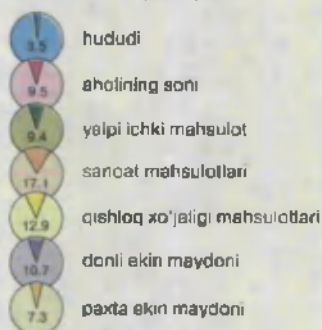 3.5 hududi
9.5 aholining soni
9.4 yalpi ichki mahsulot
17.1 sanoat mahsulotlari
12.9 qishloq xo'jaligi mahsulotlari
10.7 donli ekin maydoni
7.3 paxta ekin maydoni